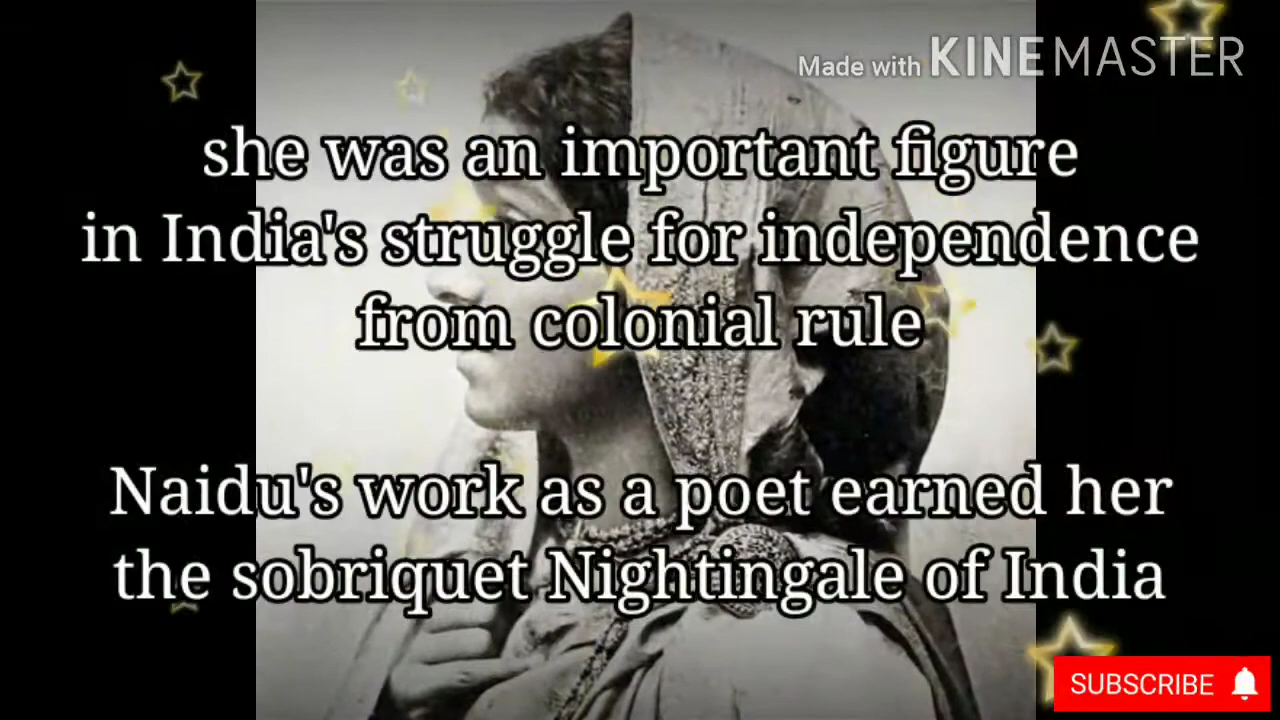 Made with KINEMASTER
she was an important figure
in India's struggle for independence
from colonial rule
Naidu's work as a poet earned her
the sobriquet Nightingale of India
SUBSCRIBE